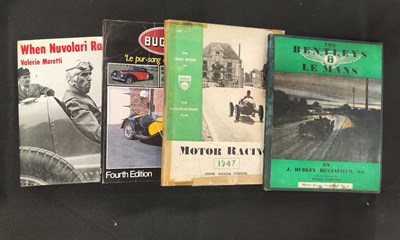 When Nuvolari Ra
Valerio Moretti
BUG
'Le pur-sang
Fourth Edition
MOTOR RACING
1947
THE
BENTLEYS
LE MANS
BY
J. DUDLEY BENJAFIELD, M.D.